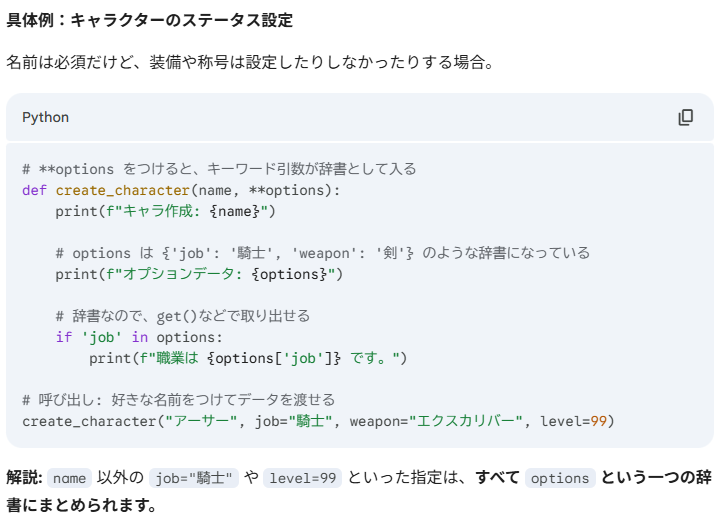 具体例：キャラクターのステータス設定
名前は必須だけど、装備や称号は設定したりしなかったりする場合。
Python
# **options をつけると、キーワード引数が辞書として入る
def create_character(name, **options):
    print(f"キャラ作成: {name}")
    # options は {'job': '騎士', 'weapon': '剣'} のような辞書になっている
    print(f"オプションデータ: {options}")
    # 辞書なので、get()などで取り出せる
    if 'job' in options:
        print(f"職業は {options['job']} です。")
# 呼び出し: 好きな名前をつけてデータを渡せる
create_character("アーサー", job="騎士", weapon="エクスカリバー", level=99)
解説: name 以外の job="騎士" や level=99 といった指定は、すべて options という一つの辞
書にまとめられます。